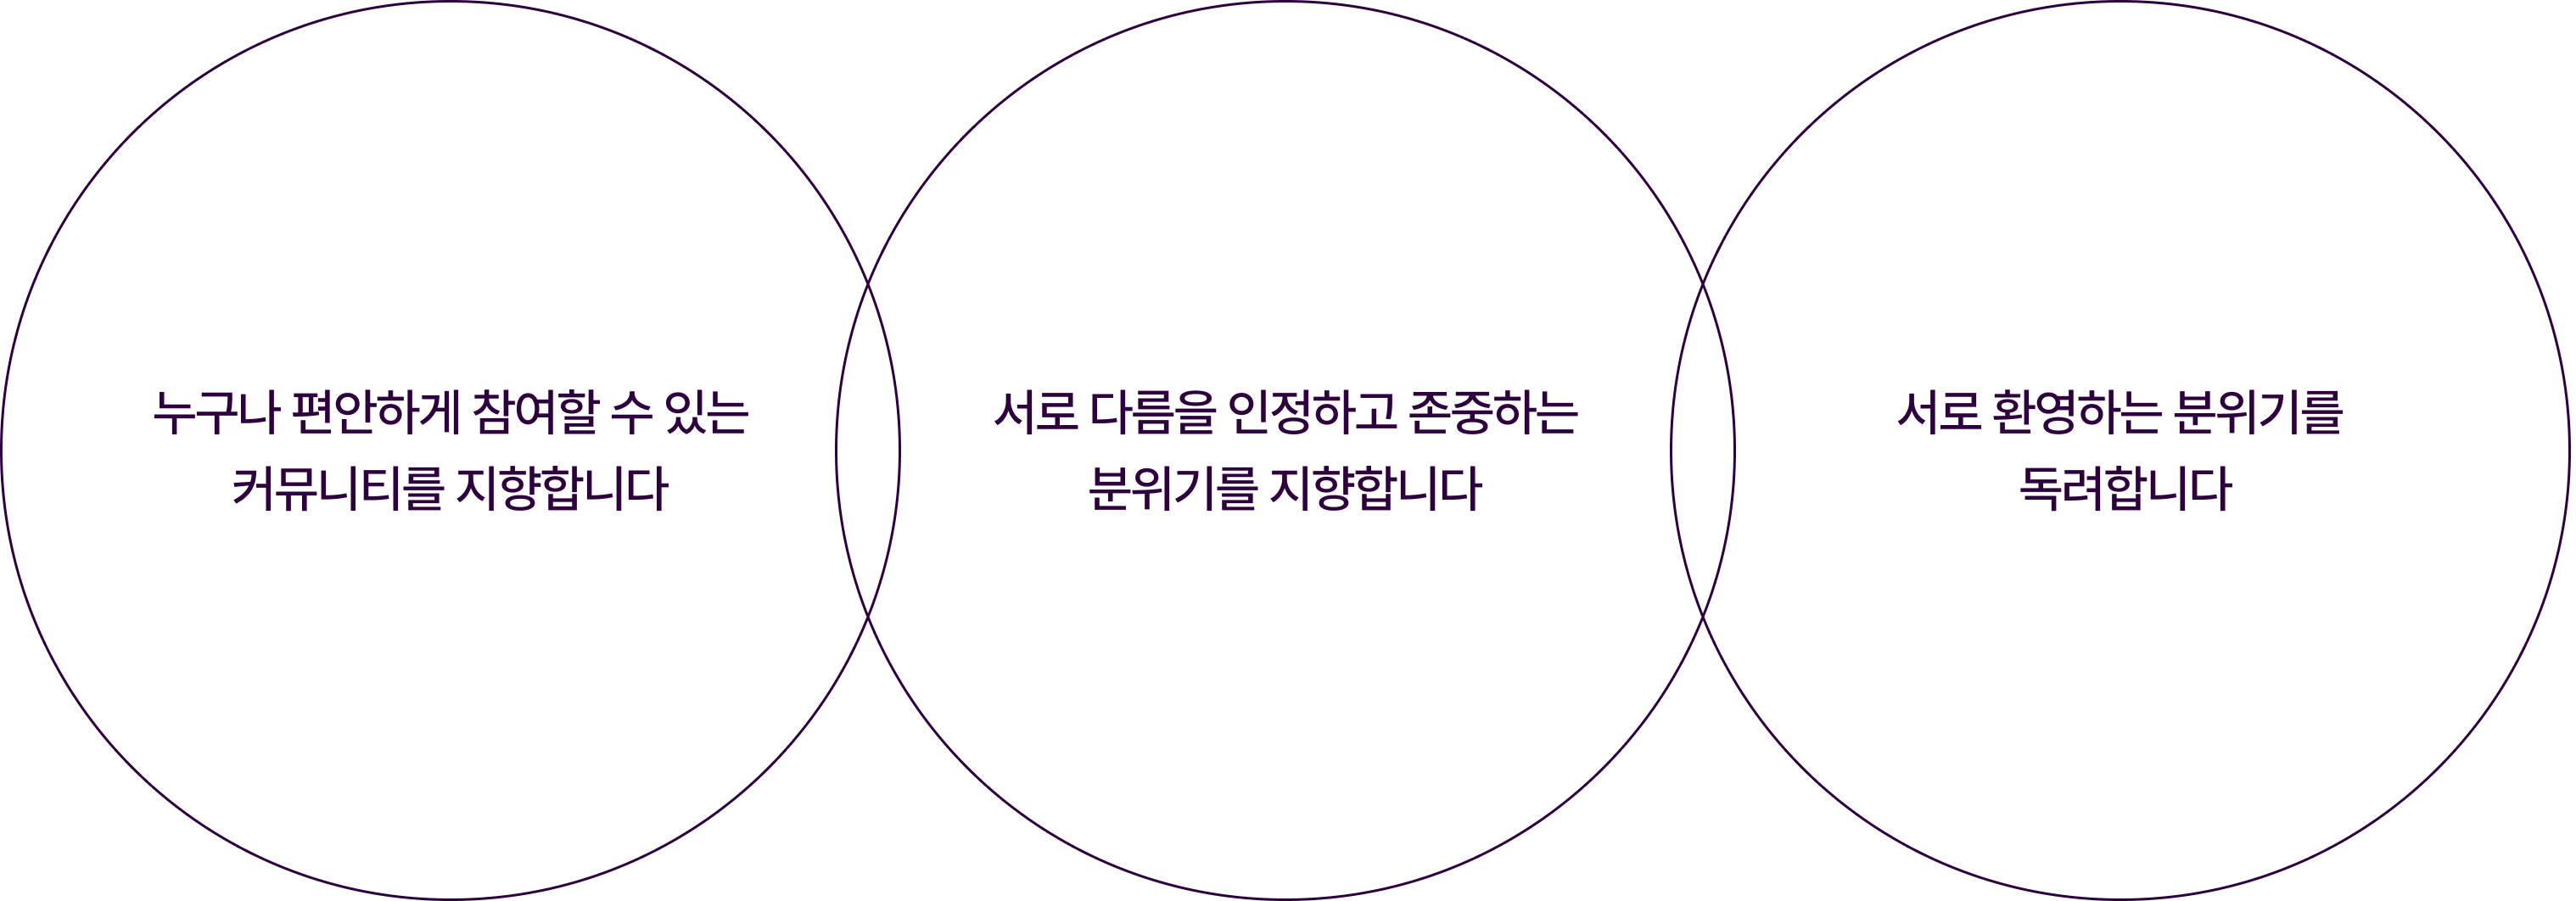 누구나 편안하게 참여할 수 있는
커뮤니티를 지향합니다
서로 다름을 인정하고 존중하는
분위기를 지향합니다
서로 환영하는 분위기를
독려합니다